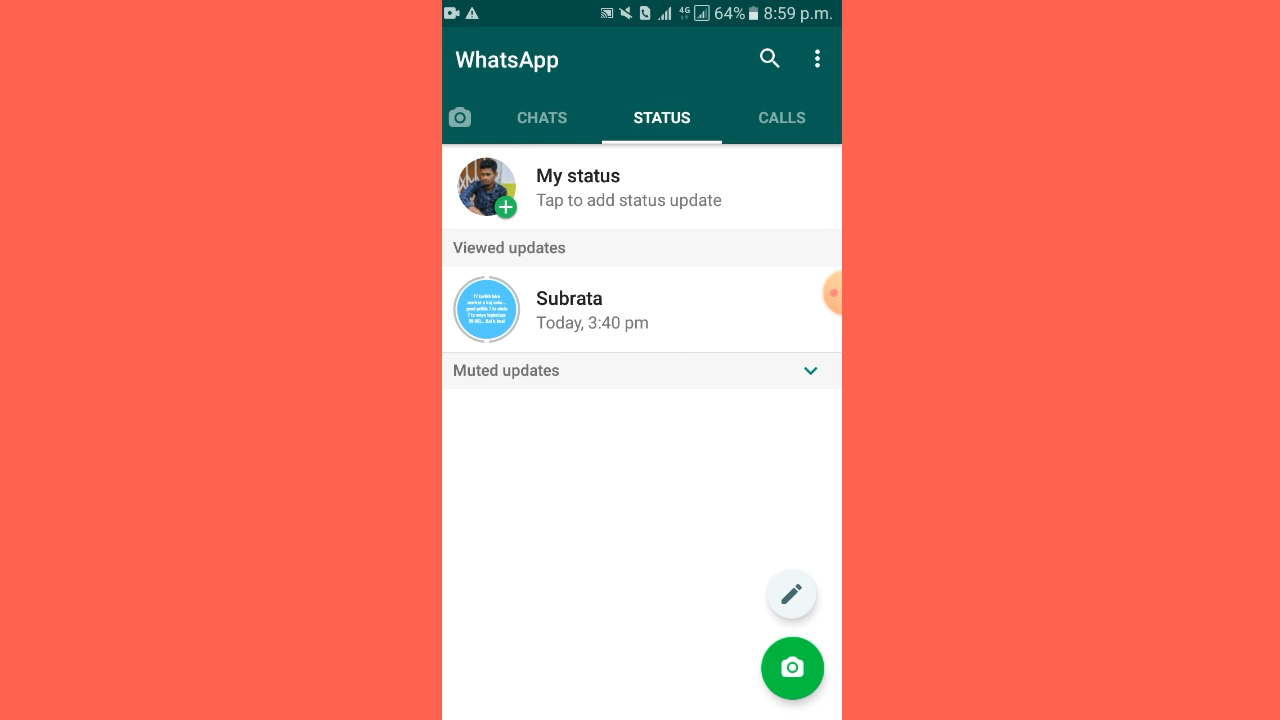 4G 64% 8:59 p.m.
WhatsApp
CHATS STATUS CALLS
My status
Tap to add status update
Viewed updates
Subrata
Today, 3:40 pm
Muted updates